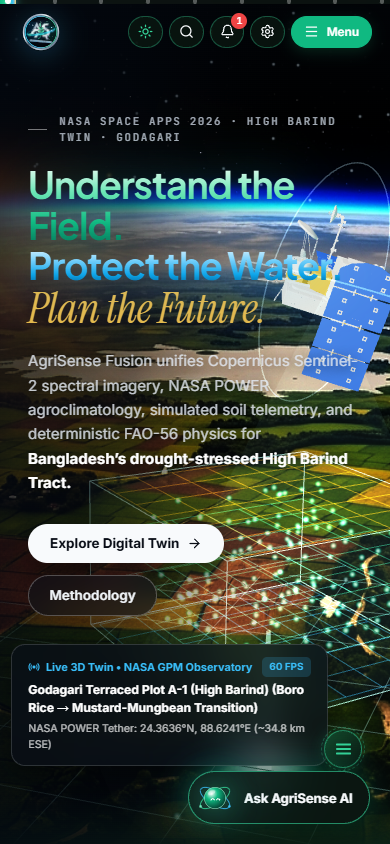 AS
1
Menu
NASA SPACE APPS 2026 · HIGH BARIND
TWIN · GODAGARI
Understand the
Field.
Protect the Water.
Plan the Future.
AgriSense Fusion unifies Copernicus Sentinel-
2 spectral imagery, NASA POWER
agroclimatology, simulated soil telemetry, and
deterministic FAO-56 physics for
Bangladesh's drought-stressed High Barind
Tract.
Explore Digital Twin →
Methodology
Live 3D Twin • NASA GPM Observatory 60 FPS
Godagari Terraced Plot A-1 (High Barind) (Boro
Rice → Mustard-Mungbean Transition)
NASA POWER Tether: 24.3636°N, 88.6241°E (~34.8 km
ESE)
Ask AgriSense AI